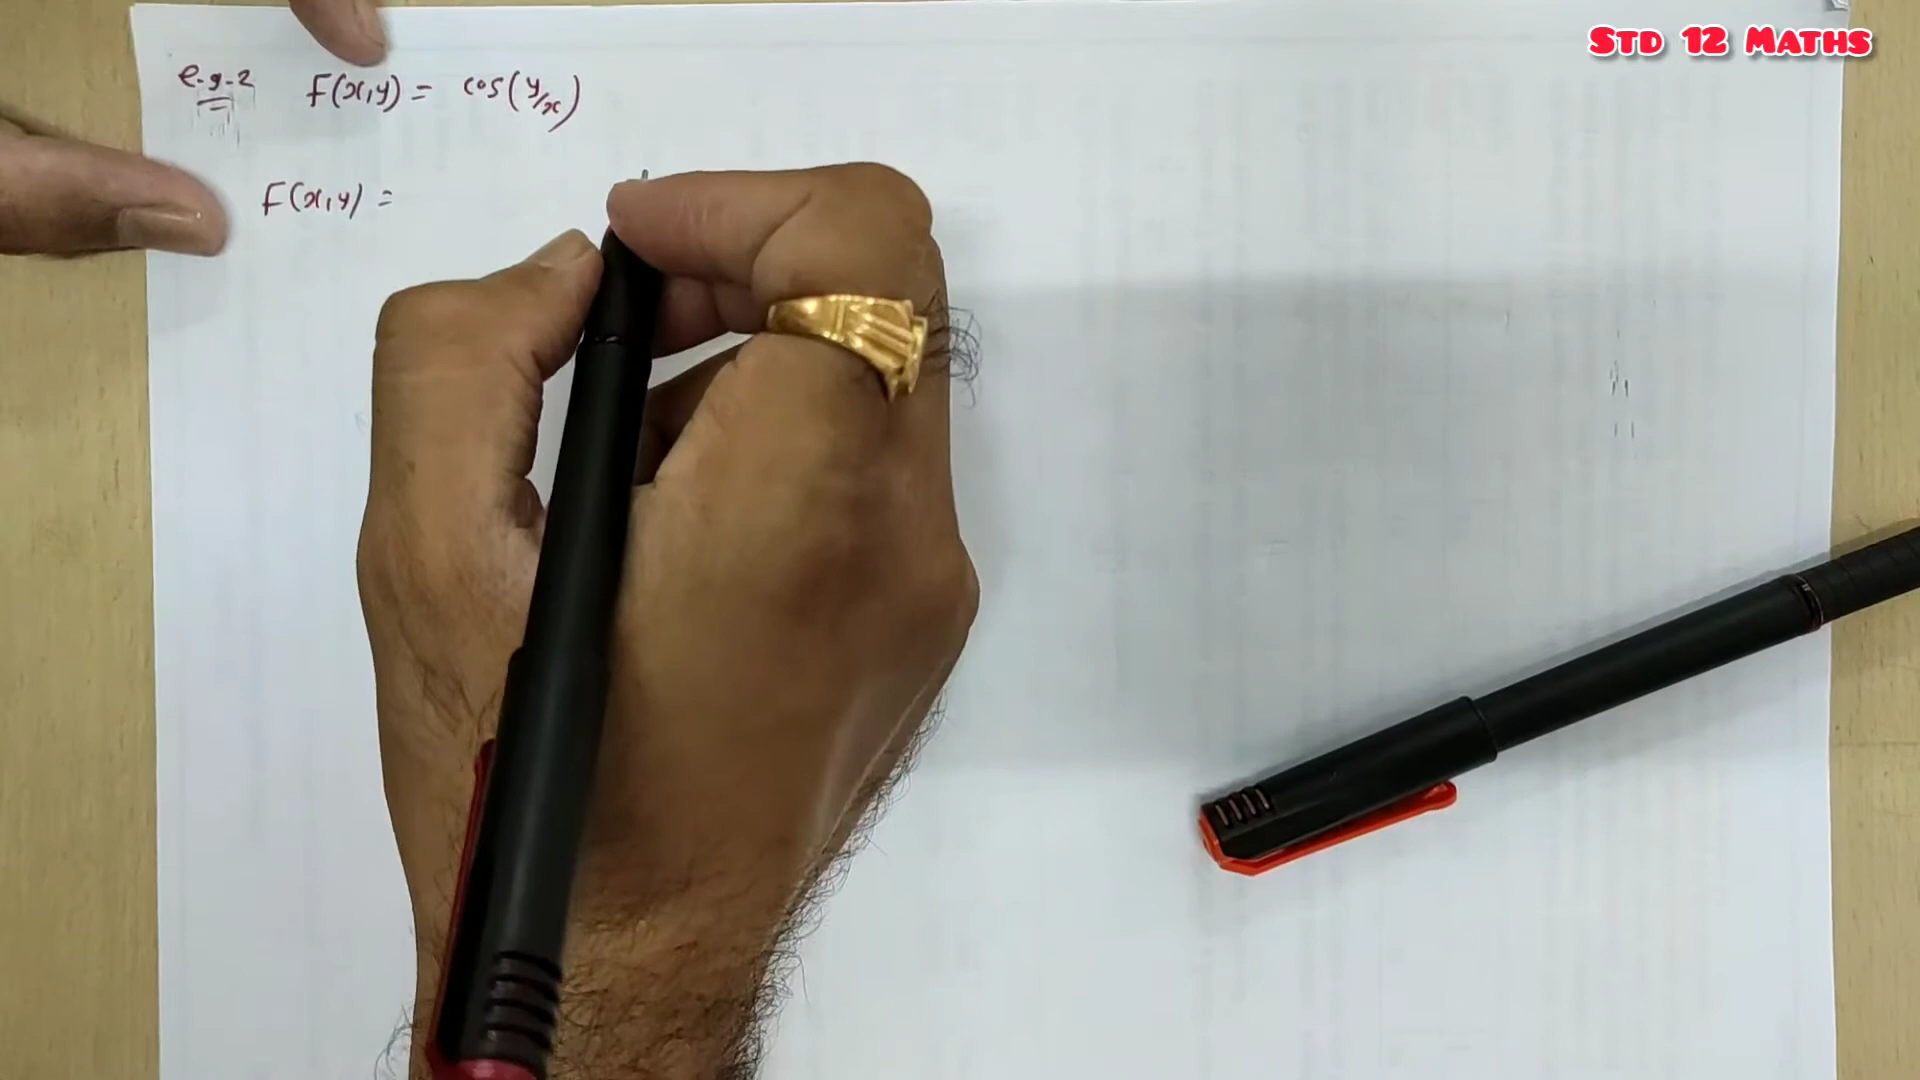 Std 12 Maths
e.g-2 F(x,y) = cos(y/x)
F(x,y) =